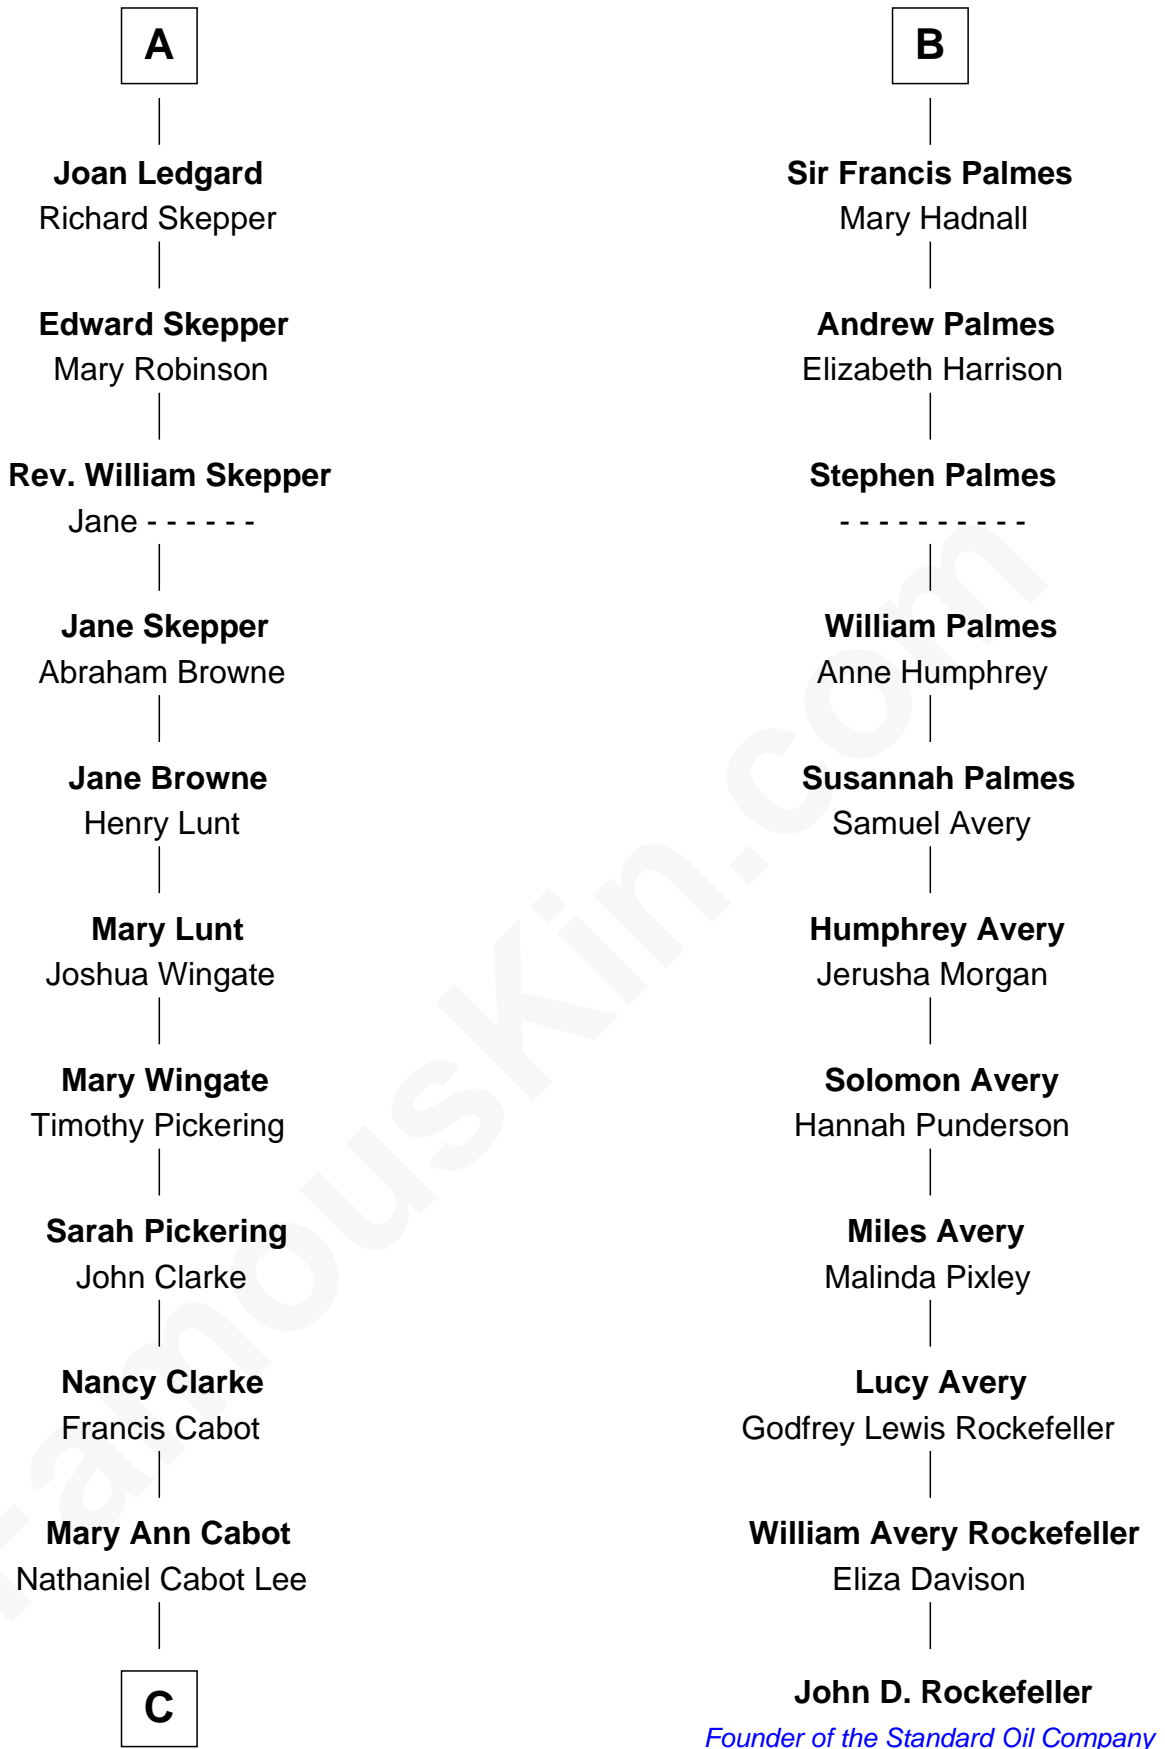 A
Joan Ledgard
Richard Skepper
Edward Skepper
Mary Robinson
Rev. William Skepper
Jane - - - - - -
Jane Skepper
Abraham Browne
Jane Browne
Henry Lunt
Mary Lunt
Joshua Wingate
Mary Wingate
Timothy Pickering
Sarah Pickering
John Clarke
Nancy Clarke
Francis Cabot
Mary Ann Cabot
Nathaniel Cabot Lee
C
B
Sir Francis Palmes
Mary Hadnall
Andrew Palmes
Elizabeth Harrison
Stephen Palmes
- - - - - - - - - -
William Palmes
Anne Humphrey
Susannah Palmes
Samuel Avery
Humphrey Avery
Jerusha Morgan
Solomon Avery
Hannah Punderson
Miles Avery
Malinda Pixley
Lucy Avery
Godfrey Lewis Rockefeller
William Avery Rockefeller
Eliza Davison
John D. Rockefeller
Founder of the Standard Oil Company
FamousKin.com